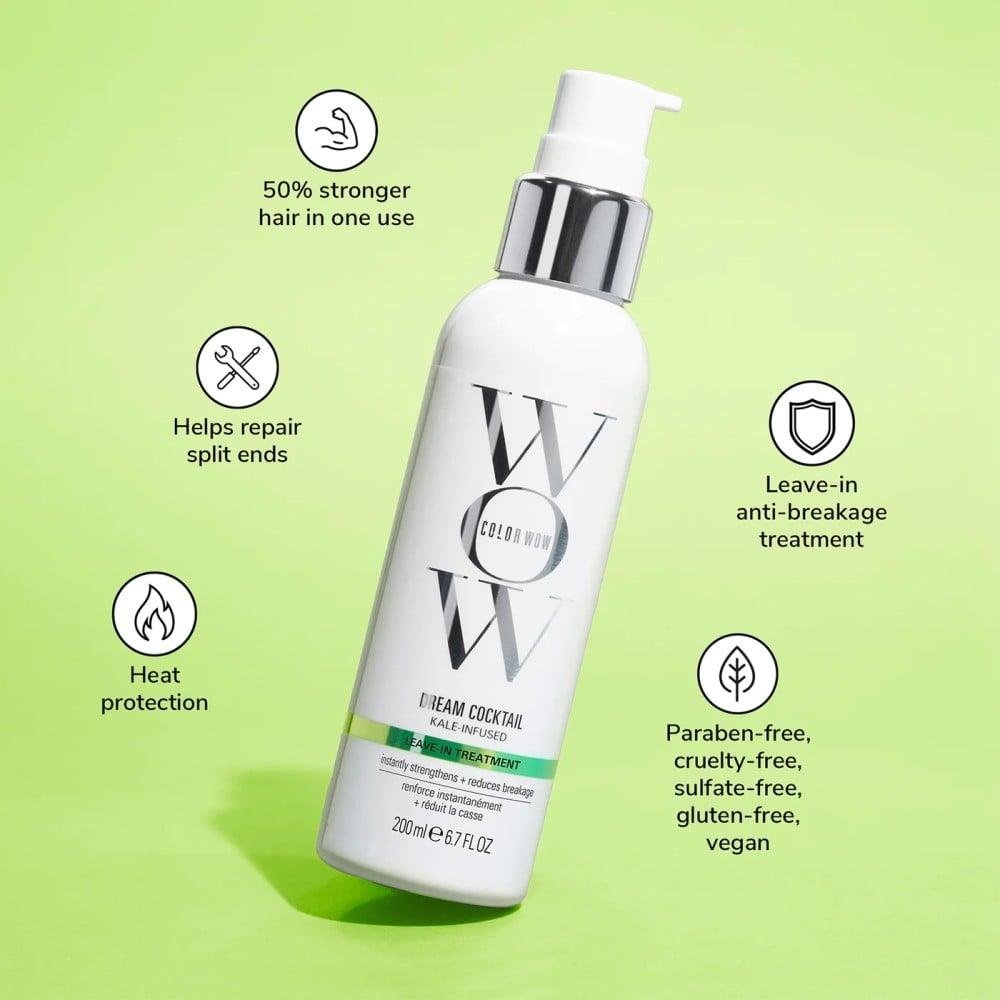 50% stronger
hair in one use
Helps repair
split ends
Heat
protection
W
O
COLOR WOW
W
DREAM COCKTAIL
KALE-INFUSED
LEAVE-IN TREATMENT
instantly strengthens + reduces breakage
renforce instantanément
+ réduit la casse
200 ml e 6.7 FL OZ
Leave-in
anti-breakage
treatment
Paraben-free,
cruelty-free,
sulfate-free,
gluten-free,
vegan